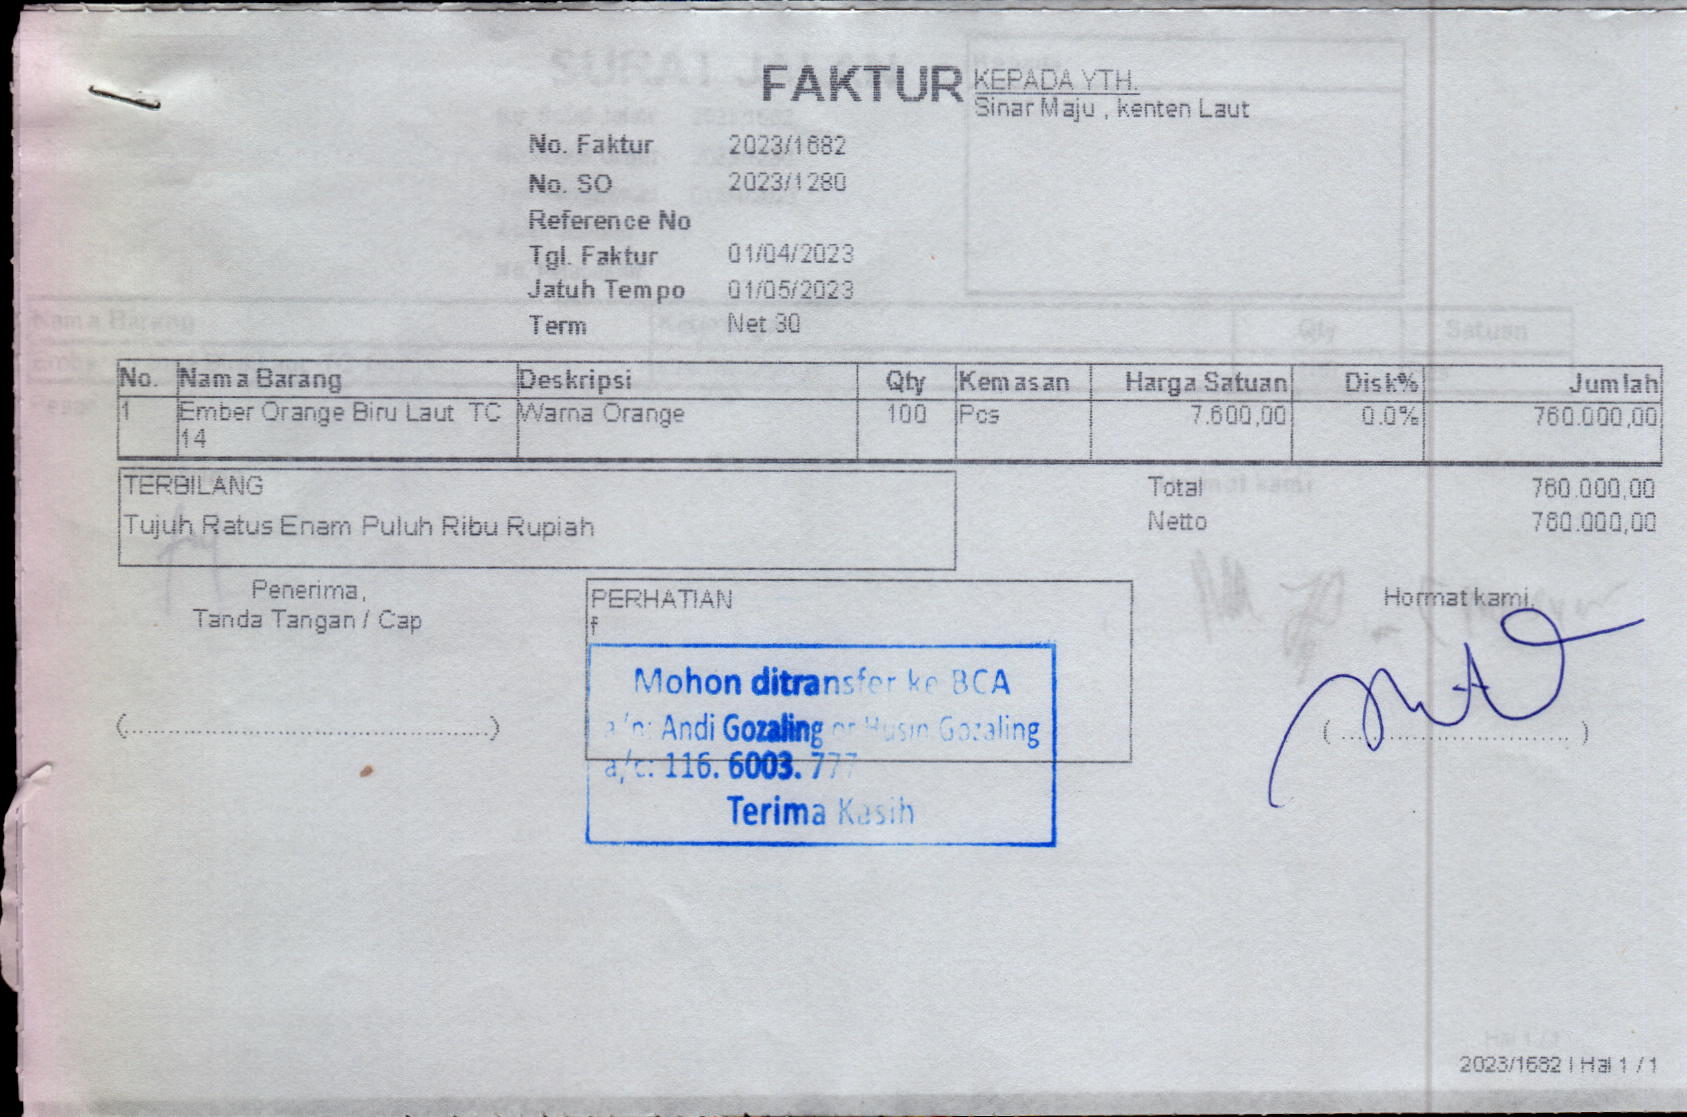 FAKTUR
KEPADA YTH.
Sinar Maju , kenten Laut
No. Faktur 2023/1682
No. SO 2023/1280
Reference No
Tgl. Faktur 01/04/2023
Jatuh Tempo 01/05/2023
Term Net 30
No. Nama Barang Deskripsi Qty Kemasan Harga Satuan Disk% Jumlah
1 Ember Orange Biru Laut TC Warna Orange 100 Pcs 7.600,00 0.0% 760.000,00
14
TERBILANG
Tujuh Ratus Enam Puluh Ribu Rupiah
Total 760.000,00
Netto 760.000,00
Penerima,
Tanda Tangan / Cap
(................................................)
PERHATIAN
f
Mohon ditransfer ke BCA
a/n: Andi Gozaling or Husin Gozaling
a/c: 116. 6003. 777
Terima Kasih
Hormat kami,
( ................................ )
2023/1682 | Hal 1 / 1